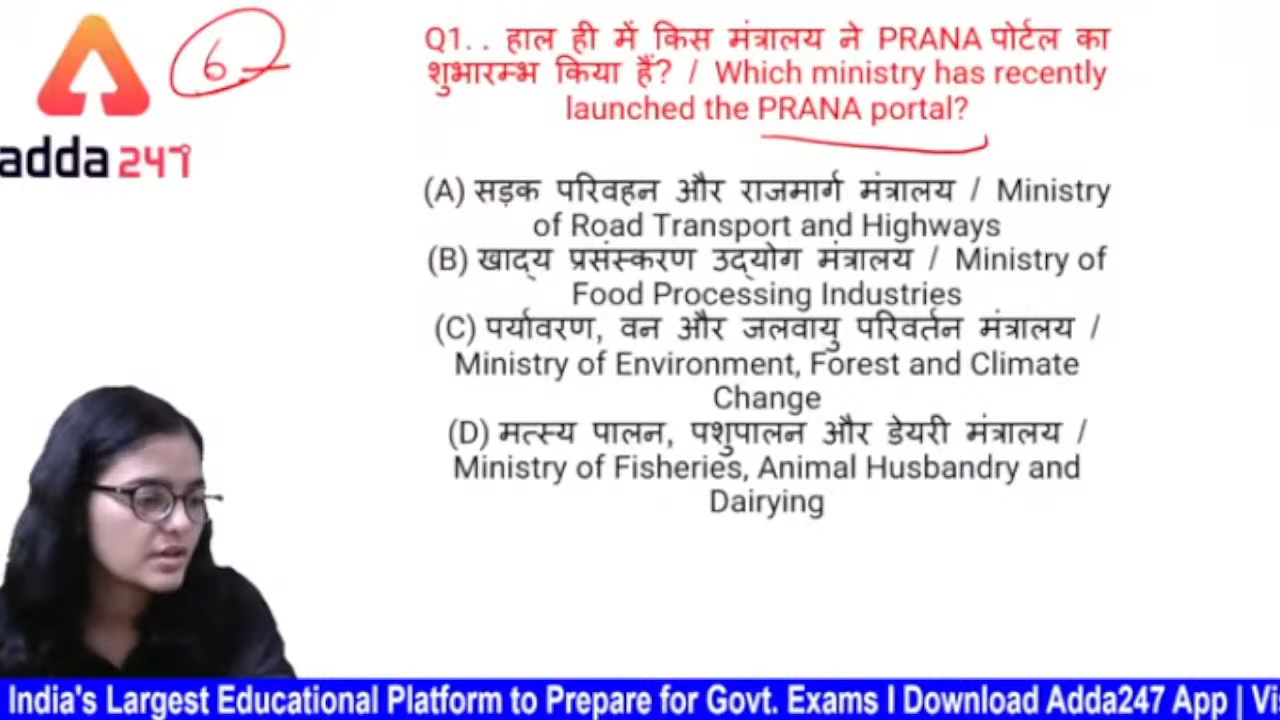 6
adda 247
Q1. . हाल ही में किस मंत्रालय ने PRANA पोर्टल का
शुभारम्भ किया हैं? / Which ministry has recently
launched the PRANA portal?
(A) सड़क परिवहन और राजमार्ग मंत्रालय / Ministry
of Road Transport and Highways
(B) खाद्य प्रसंस्करण उद्योग मंत्रालय / Ministry of
Food Processing Industries
(C) पर्यावरण, वन और जलवायु परिवर्तन मंत्रालय /
Ministry of Environment, Forest and Climate
Change
(D) मत्स्य पालन, पशुपालन और डेयरी मंत्रालय /
Ministry of Fisheries, Animal Husbandry and
Dairying
India's Largest Educational Platform to Prepare for Govt. Exams I Download Adda247 App |